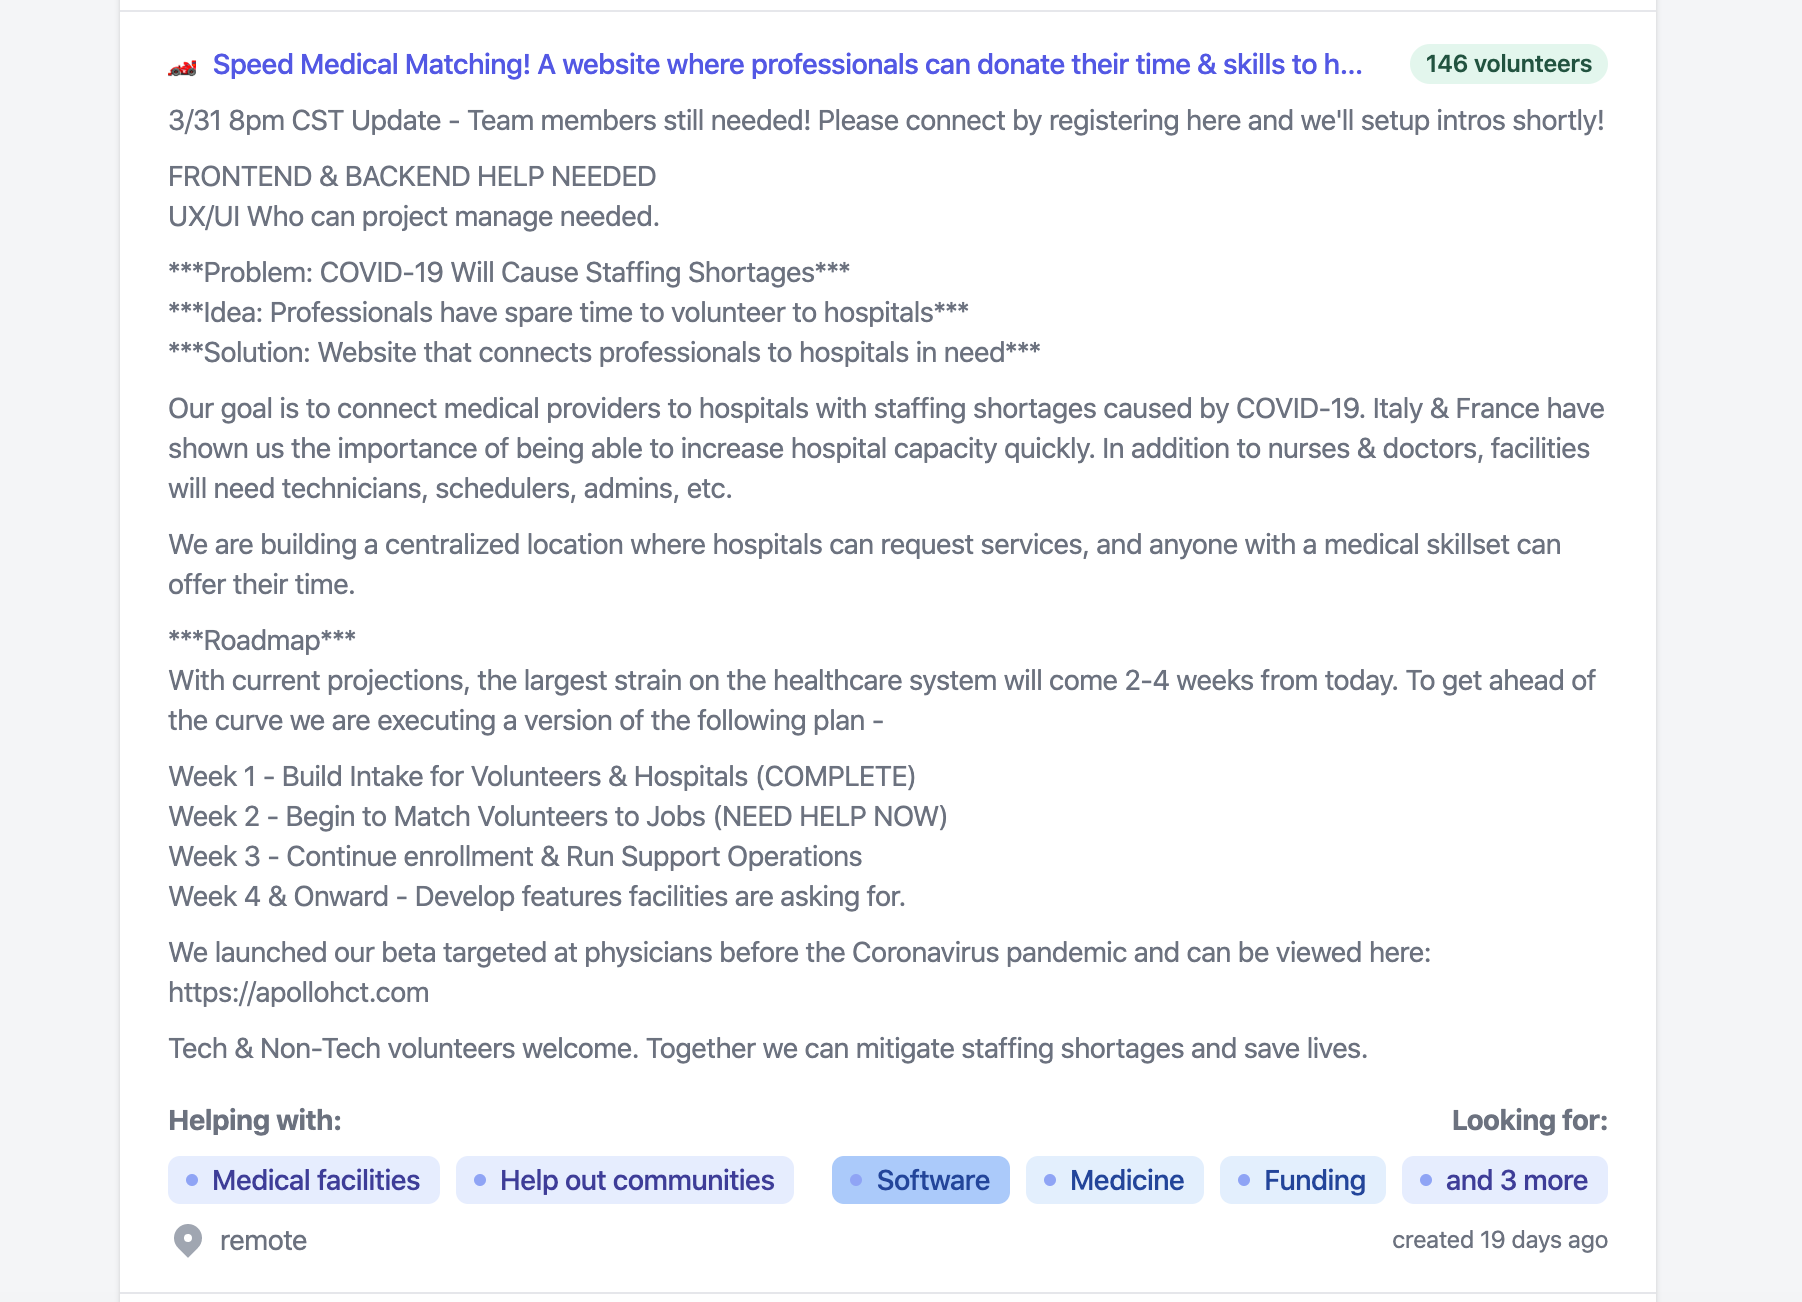 Speed Medical Matching! A website where professionals can donate their time & skills to h...
146 volunteers
3/31 8pm CST Update - Team members still needed! Please connect by registering here and we'll setup intros shortly!
FRONTEND & BACKEND HELP NEEDED
UX/UI Who can project manage needed.
***Problem: COVID-19 Will Cause Staffing Shortages***
***Idea: Professionals have spare time to volunteer to hospitals***
***Solution: Website that connects professionals to hospitals in need***
Our goal is to connect medical providers to hospitals with staffing shortages caused by COVID-19. Italy & France have
shown us the importance of being able to increase hospital capacity quickly. In addition to nurses & doctors, facilities
will need technicians, schedulers, admins, etc.
We are building a centralized location where hospitals can request services, and anyone with a medical skillset can
offer their time.
***Roadmap***
With current projections, the largest strain on the healthcare system will come 2-4 weeks from today. To get ahead of
the curve we are executing a version of the following plan -
Week 1 - Build Intake for Volunteers & Hospitals (COMPLETE)
Week 2 - Begin to Match Volunteers to Jobs (NEED HELP NOW)
Week 3 - Continue enrollment & Run Support Operations
Week 4 & Onward - Develop features facilities are asking for.
We launched our beta targeted at physicians before the Coronavirus pandemic and can be viewed here:
https://apollohct.com
Tech & Non-Tech volunteers welcome. Together we can mitigate staffing shortages and save lives.
Helping with:
Medical facilities
Help out communities
Looking for:
Software
Medicine
Funding
and 3 more
remote
created 19 days ago